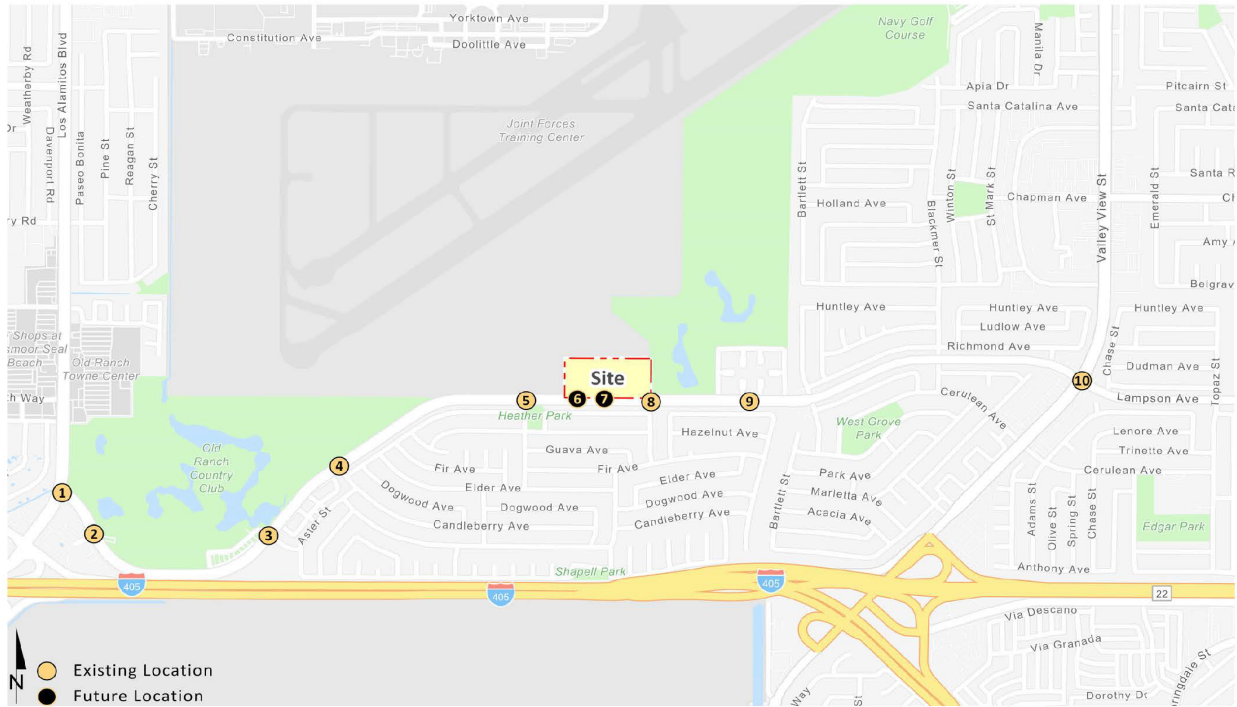 Yorktown Ave
Constitution Ave
Doolittle Ave
Navy Golf
Course
Manila Dr
Weatherby Rd
Los Alamitos Blvd
Apia Dr
Pitcairn St
Santa Catalina Ave
Joint Forces
Training Center
Davenport Rd
Paseo Bonita
Pine St
Reagan St
Cherry St
Bartlett St
Holland Ave
Blackmer St
Winton St
St Mark St
Chapman Ave
Valley View St
Emerald St
Santa R
Amy
Belgrav
Huntley Ave
Huntley Ave
Huntley Ave
Ludlow Ave
Richmond Ave
Chase St
Dudman Ave
Topaz St
Shops at
Beach
Old Ranch
Towne Center
Site
10
Lampson Ave
5
6
7
8
9
Heather Park
Cerulean Ave
West Grove
Park
Hazelnut Ave
Lenore Ave
Trinette Ave
Cerulean Ave
Old
Ranch
Country
Club
4
Guava Ave
Fir Ave
Fir Ave
Elder Ave
Elder Ave
Dogwood Ave
Dogwood Ave
Dogwood Ave
Candleberry Ave
Candleberry Ave
Bartlett St
Park Ave
Marietta Ave
Acacia Ave
Adams St
Olive St
Spring St
Chase St
Edgar Park
1
2
3
Aster St
Shapell Park
Anthony Ave
405
405
405
22
Via Descano
Via Granada
Dorothy Dr
Way
N
Existing Location
Future Location